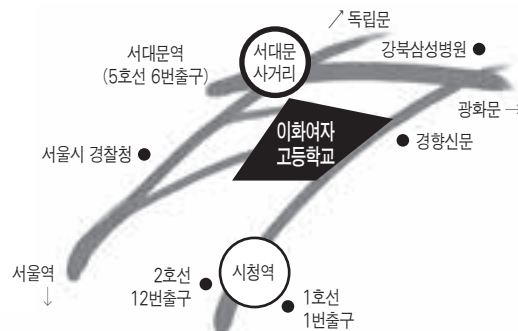 ↗ 독립문
서대문역
(5호선 6번출구)
서대문
사거리
강북삼성병원
광화문 →
이화여자
고등학교
경향신문
서울시 경찰청
서울역
↓
2호선
12번출구
시청역
1호선
1번출구